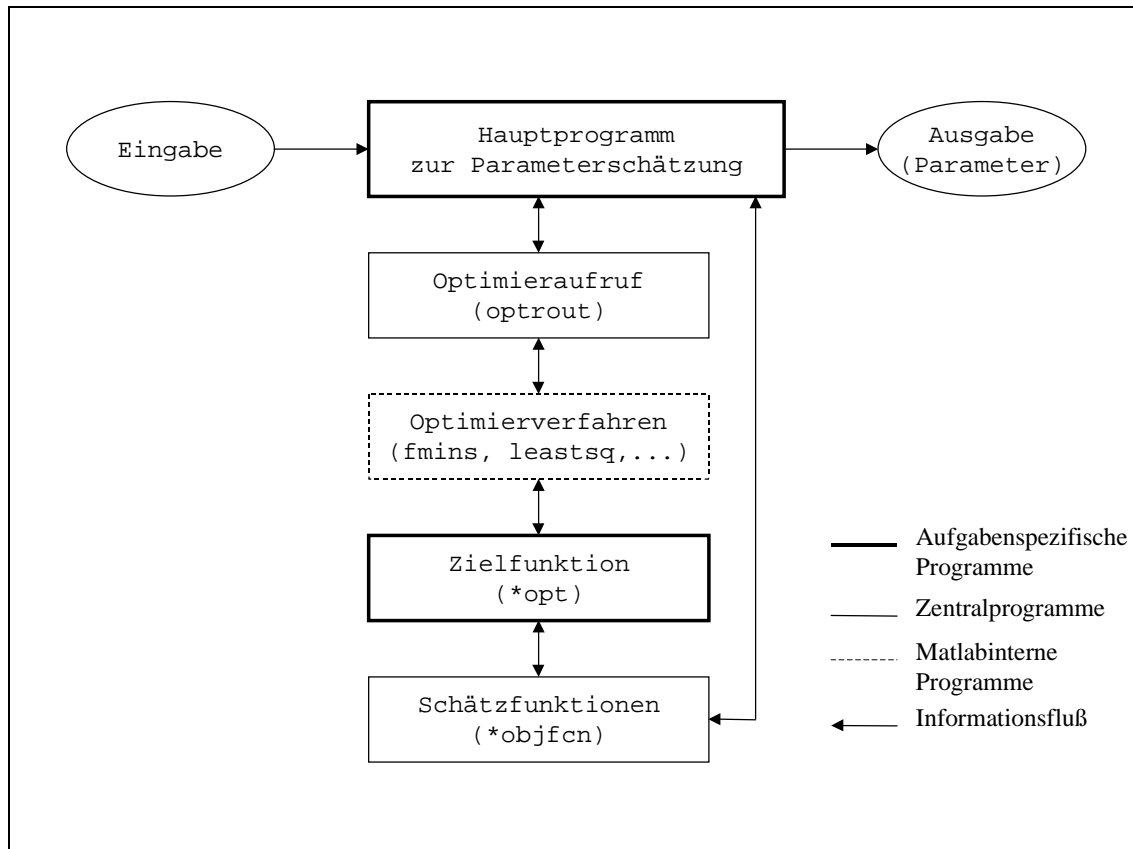 Eingabe
Hauptprogramm
zur Parameterschätzung
Ausgabe
(Parameter)
Optimieraufruf
(optrout)
Optimierverfahren
(fmins, leastsq,...)
Zielfunktion
(*opt)
Schätzfunktionen
(*objfcn)
Aufgabenspezifische
Programme
Zentralprogramme
Matlabinterne
Programme
Informationsfluß